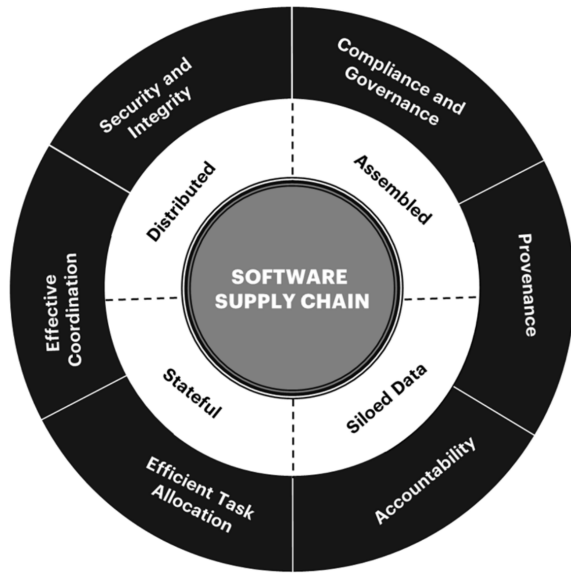 Security and
Integrity
Compliance and
Governance
Distributed
Assembled
Effective
Coordination
SOFTWARE
SUPPLY CHAIN
Provenance
Stateful
Siloed Data
Efficient Task
Allocation
Accountability